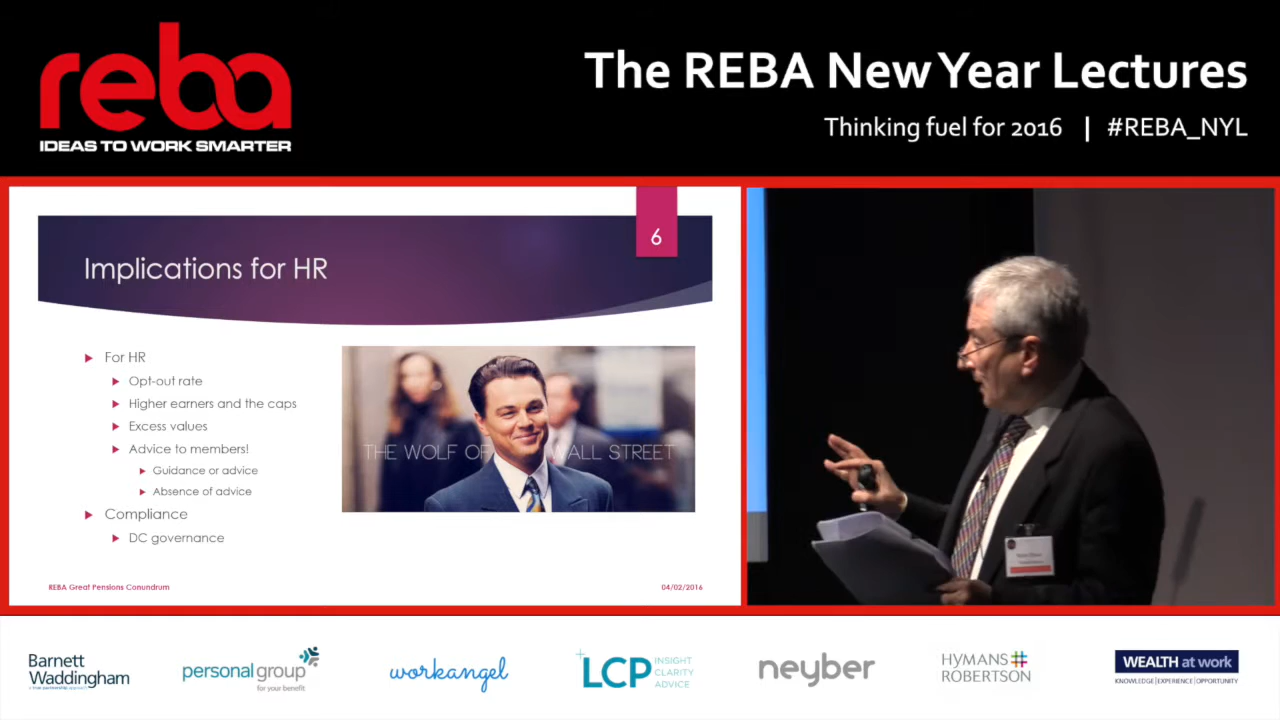 reba
IDEAS TO WORK SMARTER
The REBA New Year Lectures
Thinking fuel for 2016 | #REBA_NYL
6
Implications for HR
For HR
Opt-out rate
Higher earners and the caps
Excess values
Advice to members!
Guidance or advice
Absence of advice
Compliance
DC governance
THE WOLF OF WALL STREET
REBA Great Pensions Conundrum
04/02/2016
Barnett
Waddingham
personal group
for your benefit
workangel
LCP INSIGHT
CLARITY
ADVICE
neyber
HYMANS
ROBERTSON
WEALTH at work
KNOWLEDGE|EXPERIENCE|OPPORTUNITY